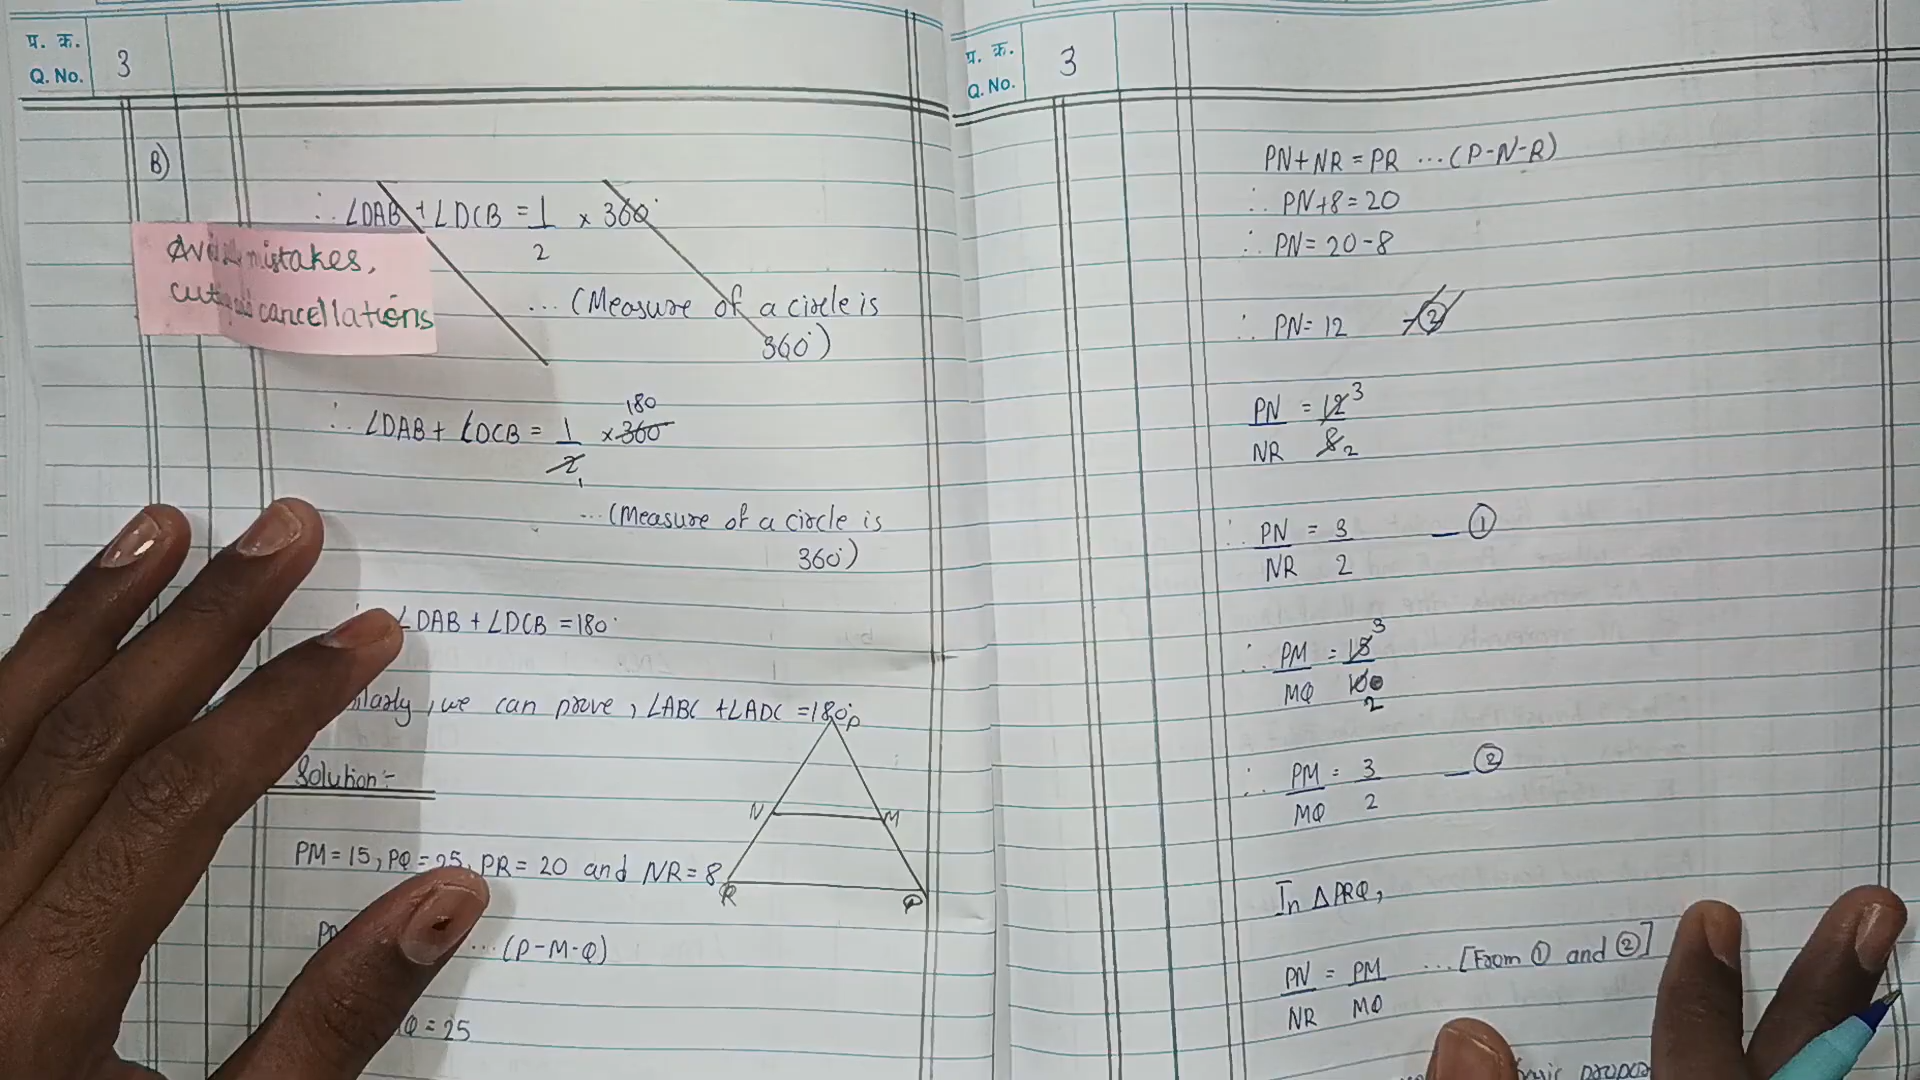 प्र. क्र.
Q. No.
3
B)
∴ ∠DAB + ∠DCB = 1/2 × 360°
Avoid mistakes,
cuts and cancellations
... (Measure of a circle is
360°)
180
∴ ∠DAB + ∠DCB = 1/2 × 360
1
... (Measure of a circle is
360°)
∠DAB + ∠DCB = 180°
we can prove, ∠ABC + ∠ADC = 180°
Solution:-
P
N M
R Q
PM = 15, PQ = 25, PR = 20 and NR = 8
... (P-M-Q)
= 25
प्र. क्र.
Q. No.
3
PN + NR = PR ... (P-N-R)
∴ PN + 8 = 20
∴ PN = 20 - 8
∴ PN = 12 - ②
PN/NR = 12/8
3
2
∴ PN/NR = 3/2 — ①
∴ PM/MQ = 15/10
3
2
∴ PM/MQ = 3/2 — ②
In △PRQ,
PN/NR = PM/MQ ... [From ① and ②]